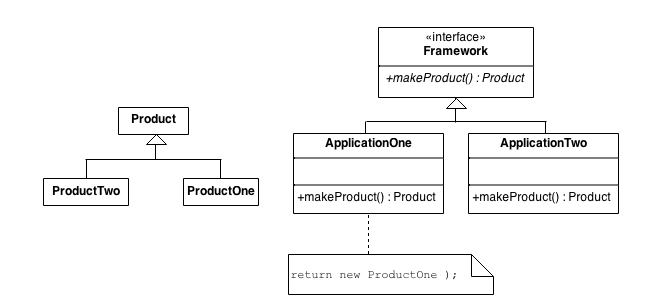 «interface»
Framework
+makeProduct() : Product
Product
ProductTwo
ProductOne
ApplicationOne
+makeProduct() : Product
ApplicationTwo
+makeProduct() : Product
return new ProductOne );